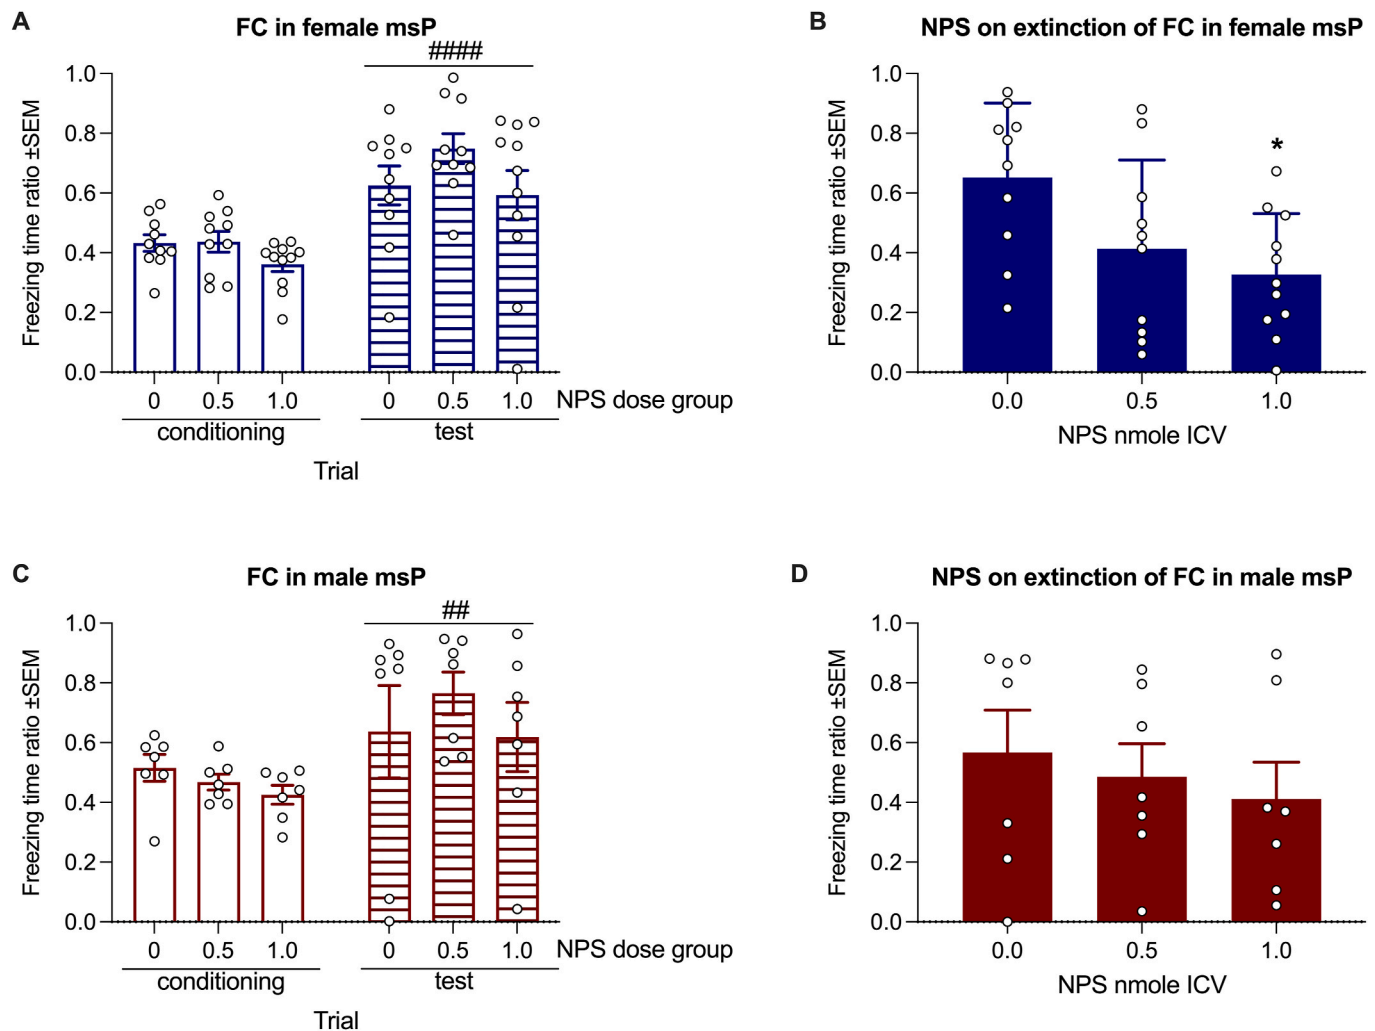 A
FC in female msP
####
Freezing time ratio ±SEM
1.0
0.8
0.6
0.4
0.2
0.0
0 0.5 1.0 0 0.5 1.0 NPS dose group
conditioning test
Trial
B
NPS on extinction of FC in female msP
*
Freezing time ratio ±SEM
1.0
0.8
0.6
0.4
0.2
0.0
0.0 0.5 1.0
NPS nmole ICV
C
FC in male msP
##
Freezing time ratio ±SEM
1.0
0.8
0.6
0.4
0.2
0.0
0 0.5 1.0 0 0.5 1.0 NPS dose group
conditioning test
Trial
D
NPS on extinction of FC in male msP
Freezing time ratio ±SEM
1.0
0.8
0.6
0.4
0.2
0.0
0.0 0.5 1.0
NPS nmole ICV